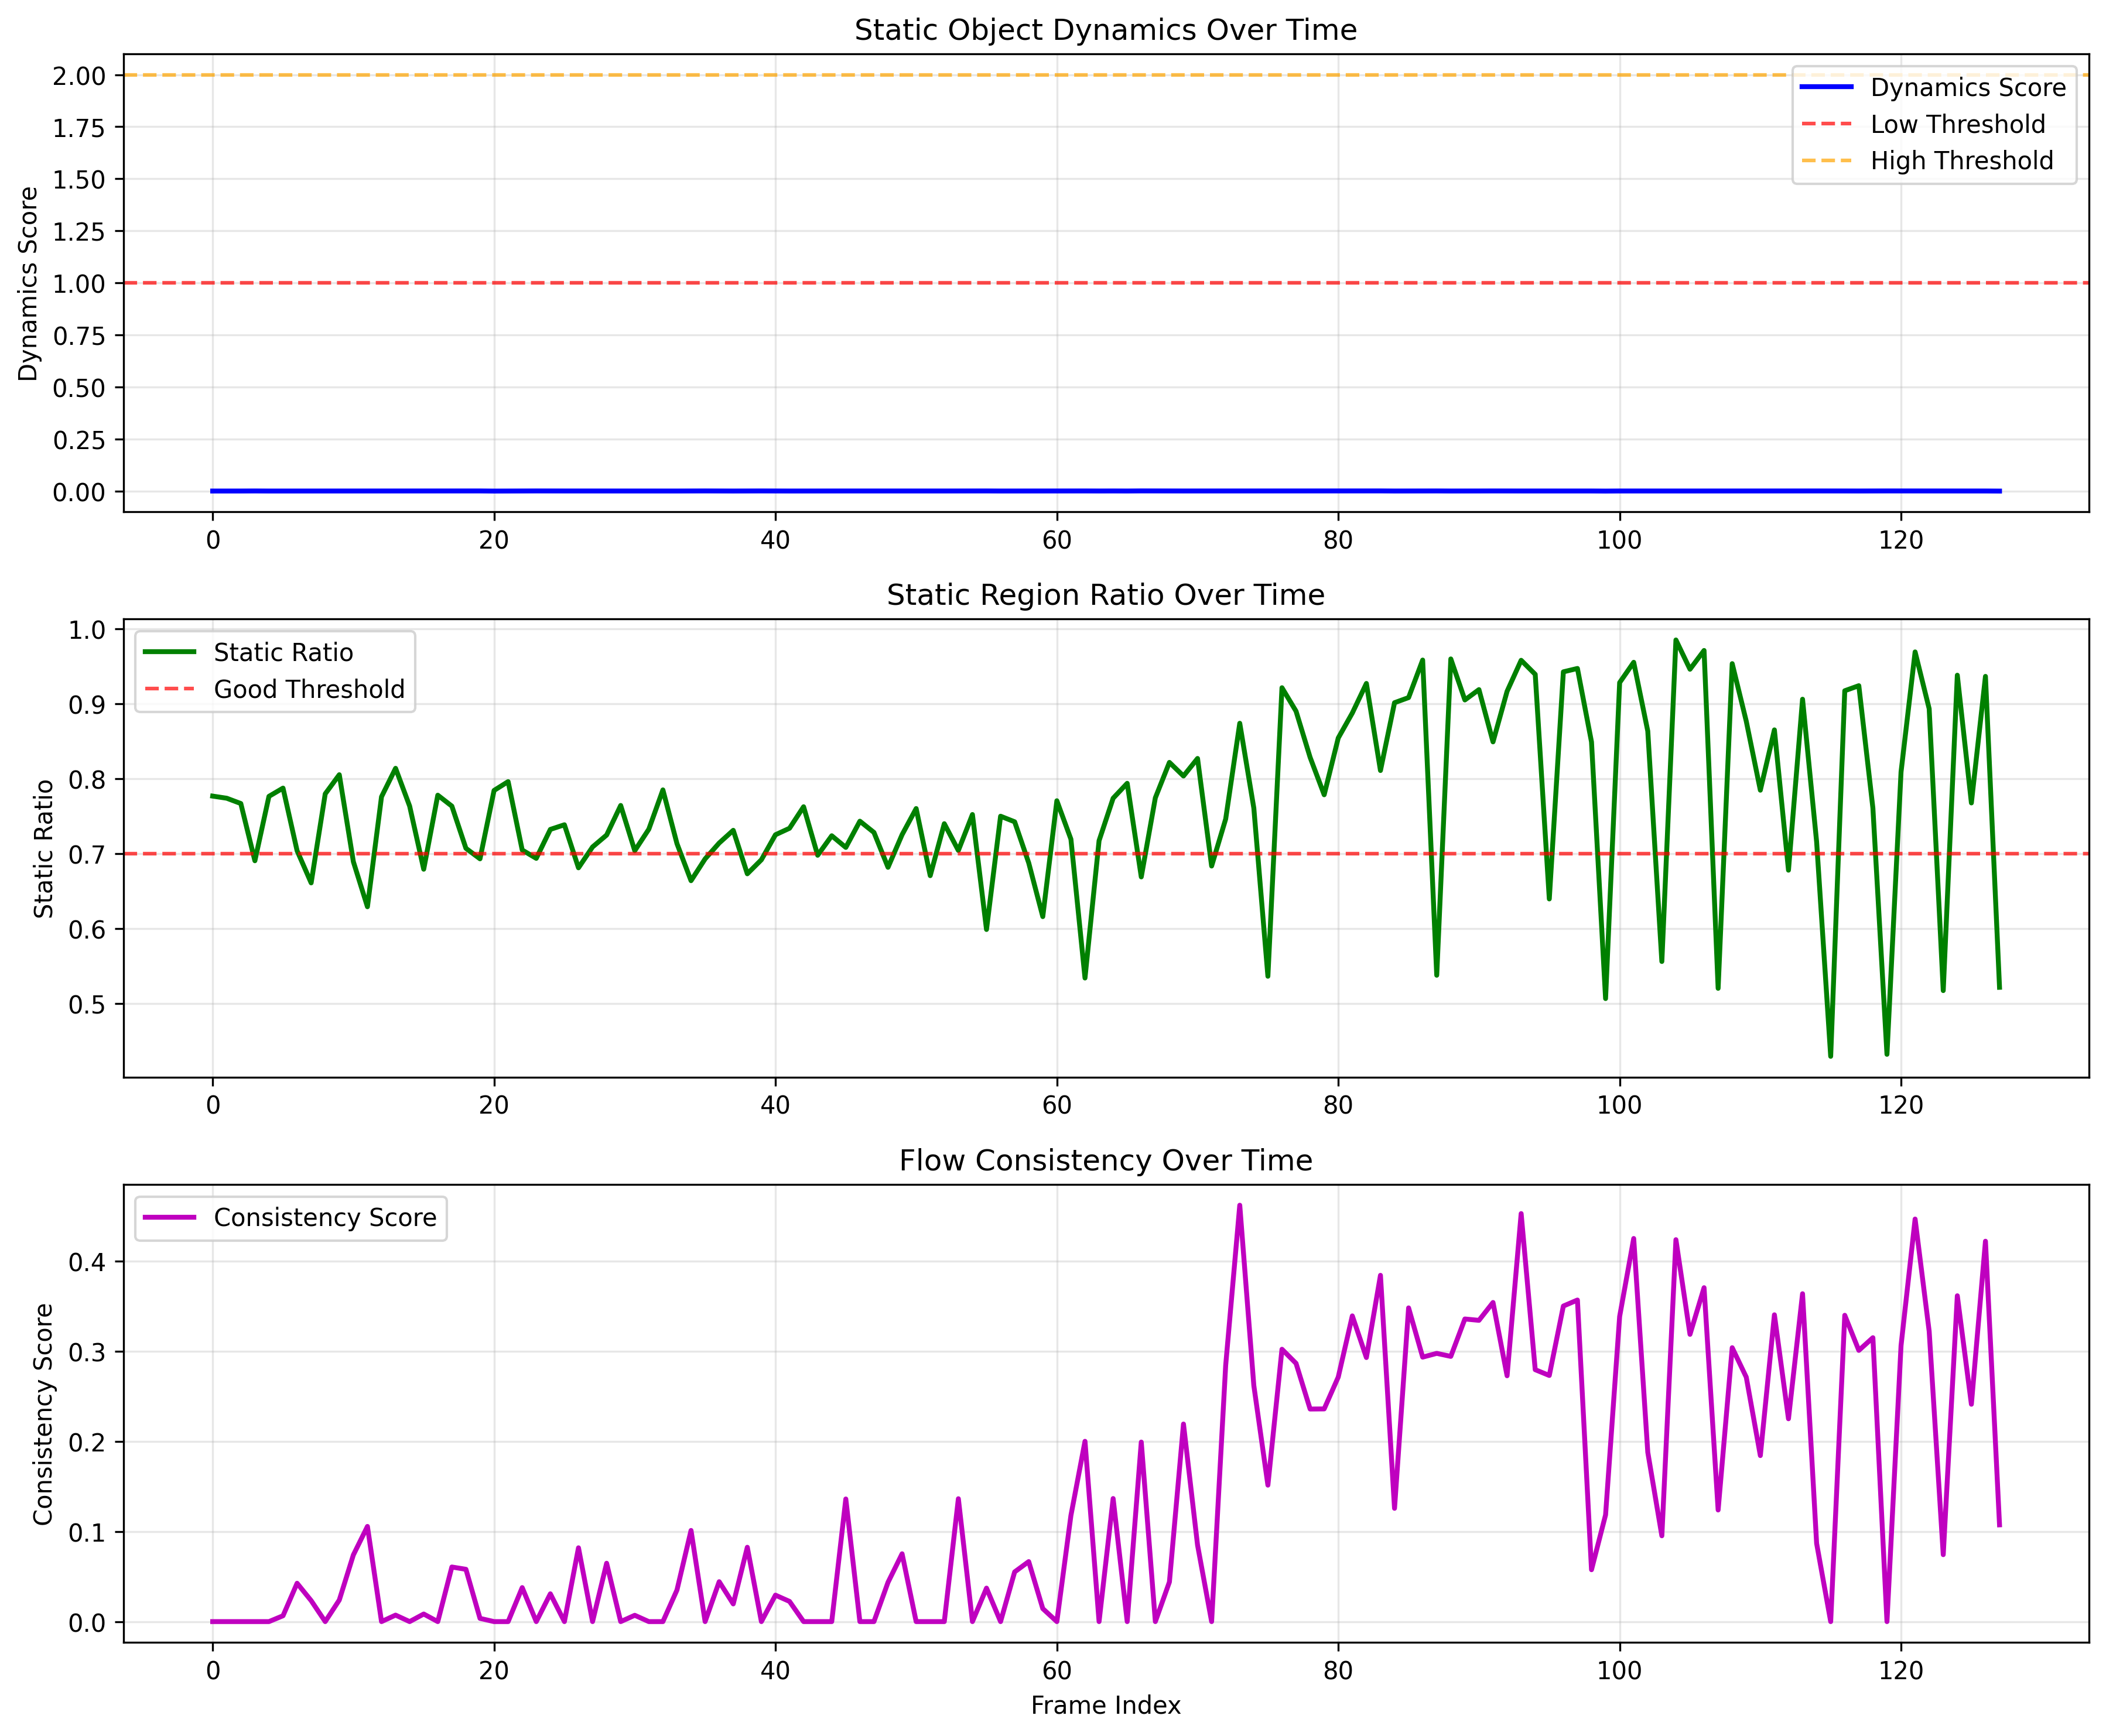 Static Object Dynamics Over Time
Dynamics Score
2.00
1.75
1.50
1.25
1.00
0.75
0.50
0.25
0.00
Dynamics Score
Low Threshold
High Threshold
0 20 40 60 80 100 120
Static Region Ratio Over Time
Static Ratio
1.0
0.9
0.8
0.7
0.6
0.5
Static Ratio
Good Threshold
0 20 40 60 80 100 120
Flow Consistency Over Time
Consistency Score
0.4
0.3
0.2
0.1
0.0
Consistency Score
0 20 40 60 80 100 120
Frame Index